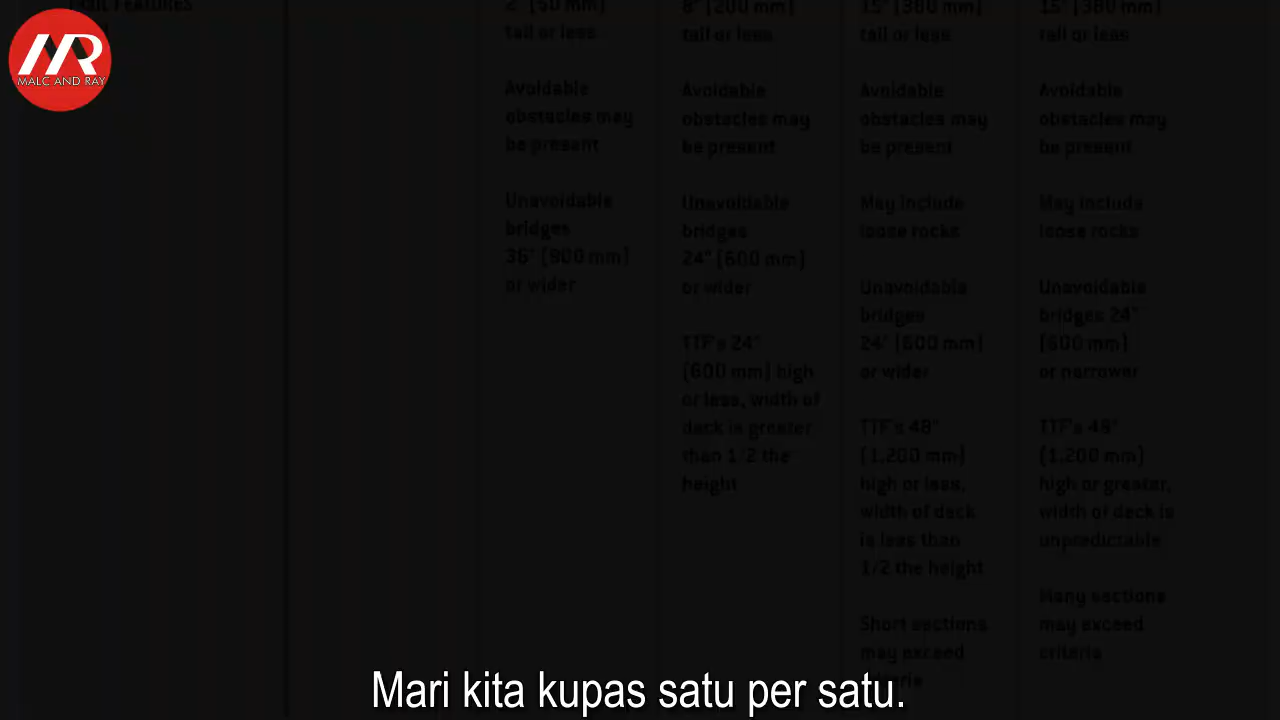 TRAIL FEATURES
2" (50 mm)
tall or less
Avoidable
obstacles may
be present
Unavoidable
bridges
36" (900 mm)
or wider
8" (200 mm)
tall or less
Avoidable
obstacles may
be present
Unavoidable
bridges
24" (600 mm)
or wider
TTF's 24"
(600 mm) high
or less, width of
deck is greater
than 1/2 the
height
15" (380 mm)
tall or less
Avoidable
obstacles may
be present
May include
loose rocks
Unavoidable
bridges
24" (600 mm)
or wider
TTF's 48"
(1,200 mm)
high or less,
width of deck
is less than
1/2 the height
Short sections
may exceed
15" (380 mm)
tall or less
Avoidable
obstacles may
be present
May include
loose rocks
Unavoidable
bridges 24"
(600 mm)
or narrower
TTF's 48"
(1,200 mm)
high or greater,
width of deck is
unpredictable
Many sections
may exceed
criteria
MR
MALC AND RAY
Mari kita kupas satu per satu.